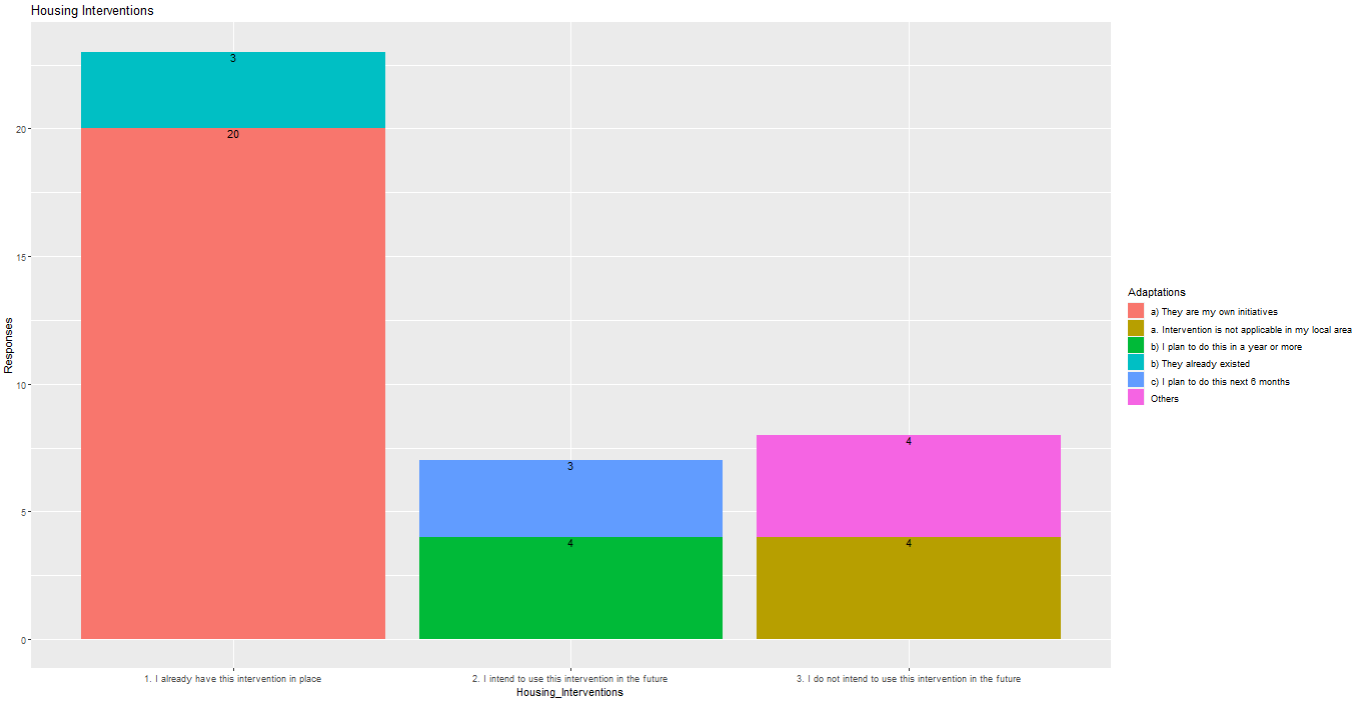 Housing Interventions
Responses
20
15
10
5
0
3
20
3
4
4
4
1. I already have this intervention in place
2. I intend to use this intervention in the future
3. I do not intend to use this intervention in the future
Housing_Interventions
Adaptations
a) They are my own initiatives
a. Intervention is not applicable in my local area
b) I plan to do this in a year or more
b) They already existed
c) I plan to do this next 6 months
Others